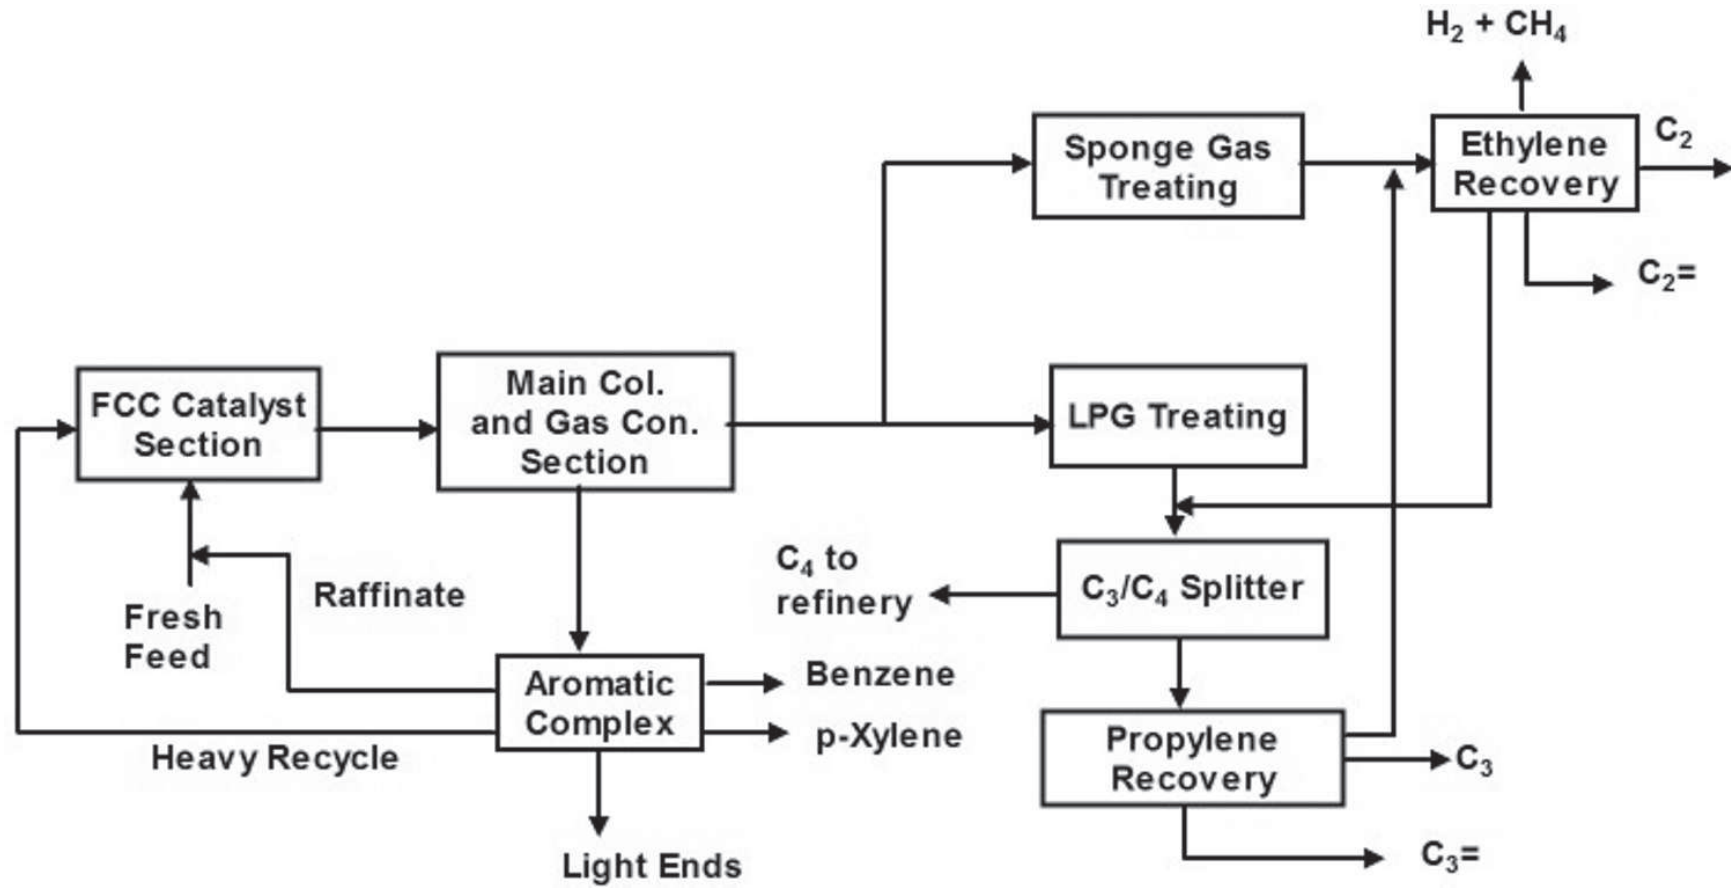 H₂ + CH₄
Sponge Gas
Treating
Ethylene
Recovery
C₂
C₂=
FCC Catalyst
Section
Main Col.
and Gas Con.
Section
LPG Treating
C₄ to
refinery
C₃/C₄ Splitter
Raffinate
Fresh
Feed
Aromatic
Complex
Benzene
p-Xylene
Heavy Recycle
Propylene
Recovery
C₃
Light Ends
C₃=